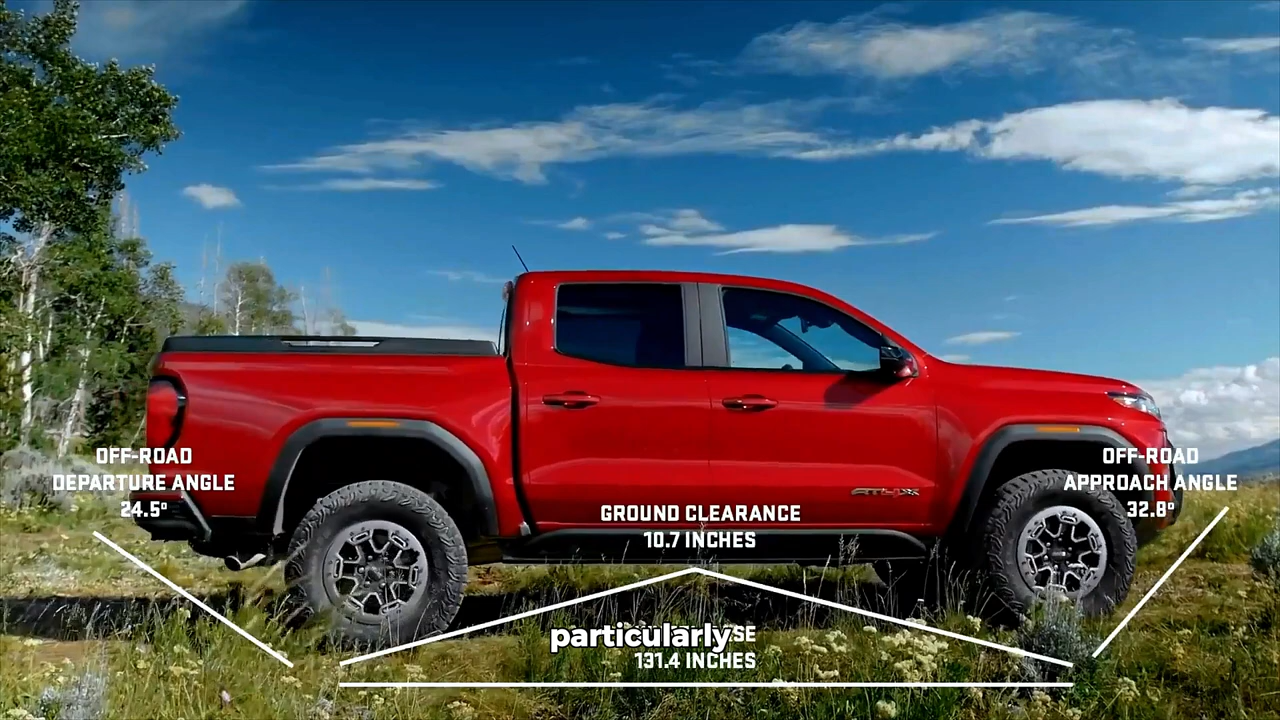 OFF-ROAD
DEPARTURE ANGLE
24.5°
OFF-ROAD
APPROACH ANGLE
32.8°
AT4X
GROUND CLEARANCE
10.7 INCHES
particularly
131.4 INCHES